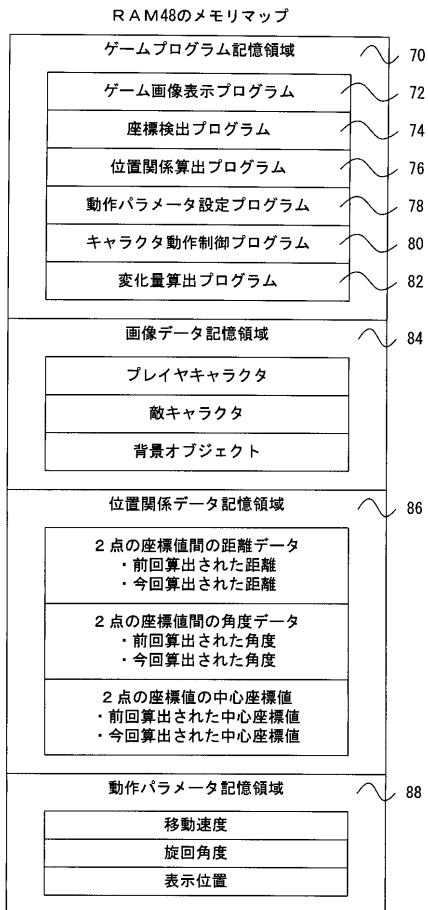 RAM48のメモリマップ
ゲームプログラム記憶領域 70
ゲーム画像表示プログラム 72
座標検出プログラム 74
位置関係算出プログラム 76
動作パラメータ設定プログラム 78
キャラクタ動作制御プログラム 80
変化量算出プログラム 82
画像データ記憶領域 84
プレイヤキャラクタ
敵キャラクタ
背景オブジェクト
位置関係データ記憶領域 86
2点の座標値間の距離データ
・前回算出された距離
・今回算出された距離
2点の座標値間の角度データ
・前回算出された角度
・今回算出された角度
2点の座標値の中心座標値
・前回算出された中心座標値
・今回算出された中心座標値
動作パラメータ記憶領域 88
移動速度
旋回角度
表示位置